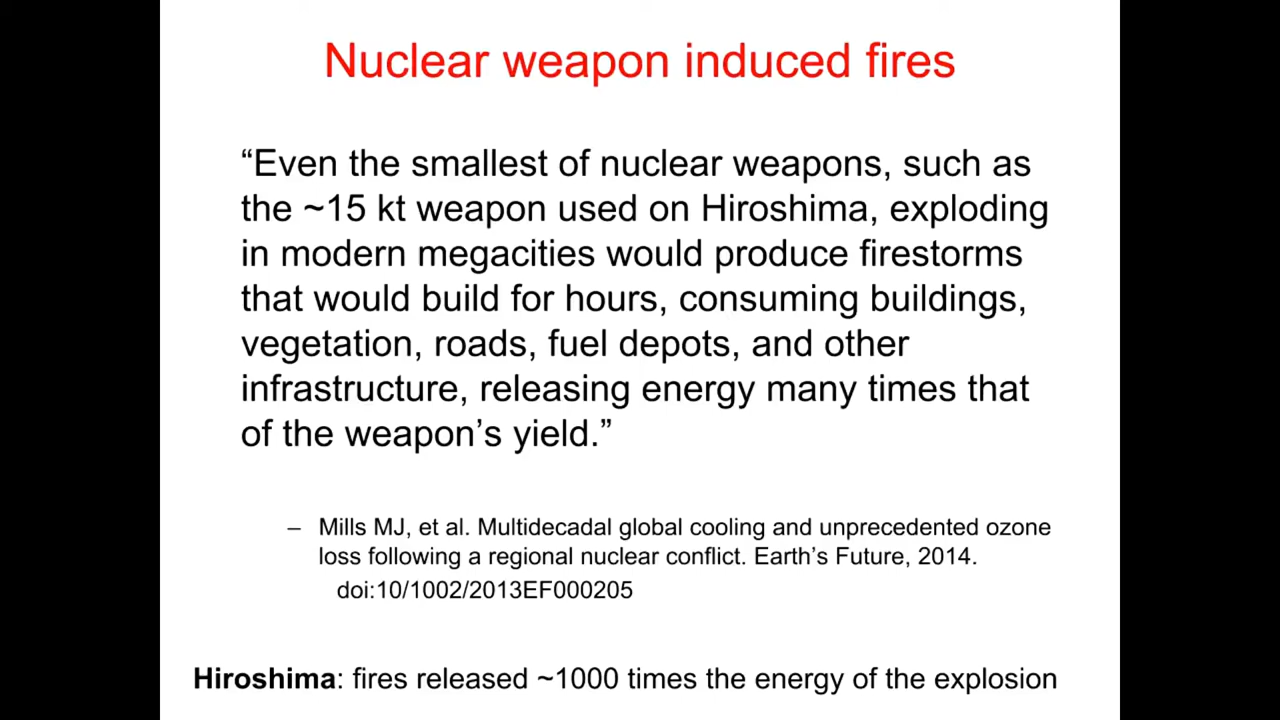 Nuclear weapon induced fires
“Even the smallest of nuclear weapons, such as
the ~15 kt weapon used on Hiroshima, exploding
in modern megacities would produce firestorms
that would build for hours, consuming buildings,
vegetation, roads, fuel depots, and other
infrastructure, releasing energy many times that
of the weapon’s yield.”
– Mills MJ, et al. Multidecadal global cooling and unprecedented ozone
loss following a regional nuclear conflict. Earth’s Future, 2014.
doi:10/1002/2013EF000205
Hiroshima: fires released ~1000 times the energy of the explosion